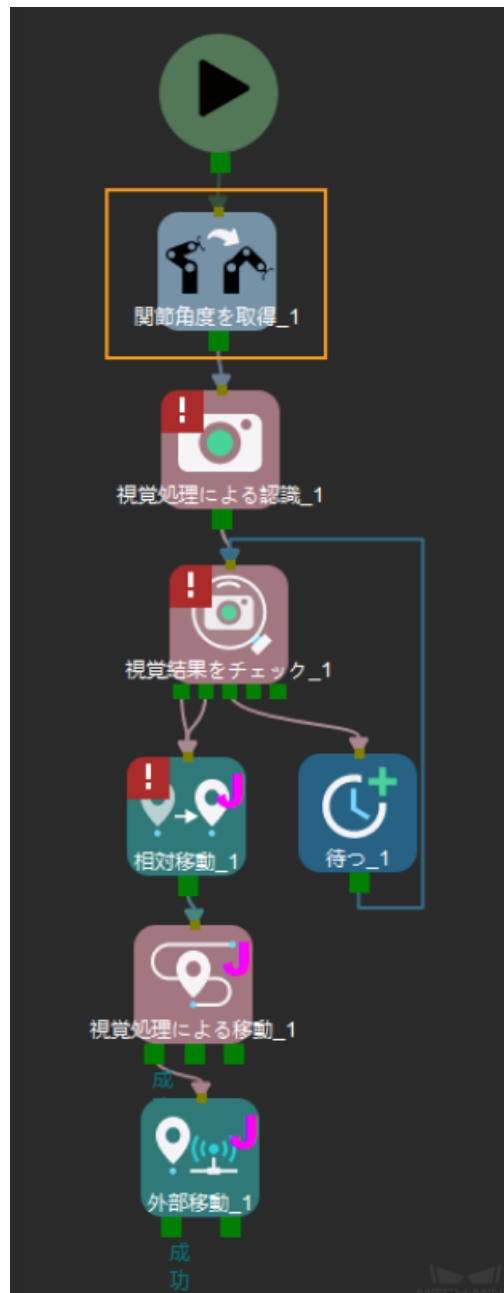 関節角度を取得_1
!
視覚処理による認識_1
!
視覚結果をチェック_1
!
J
相対移動_1
待つ_1
J
視覚処理による移動_1
成
J
外部移動_1
成
功